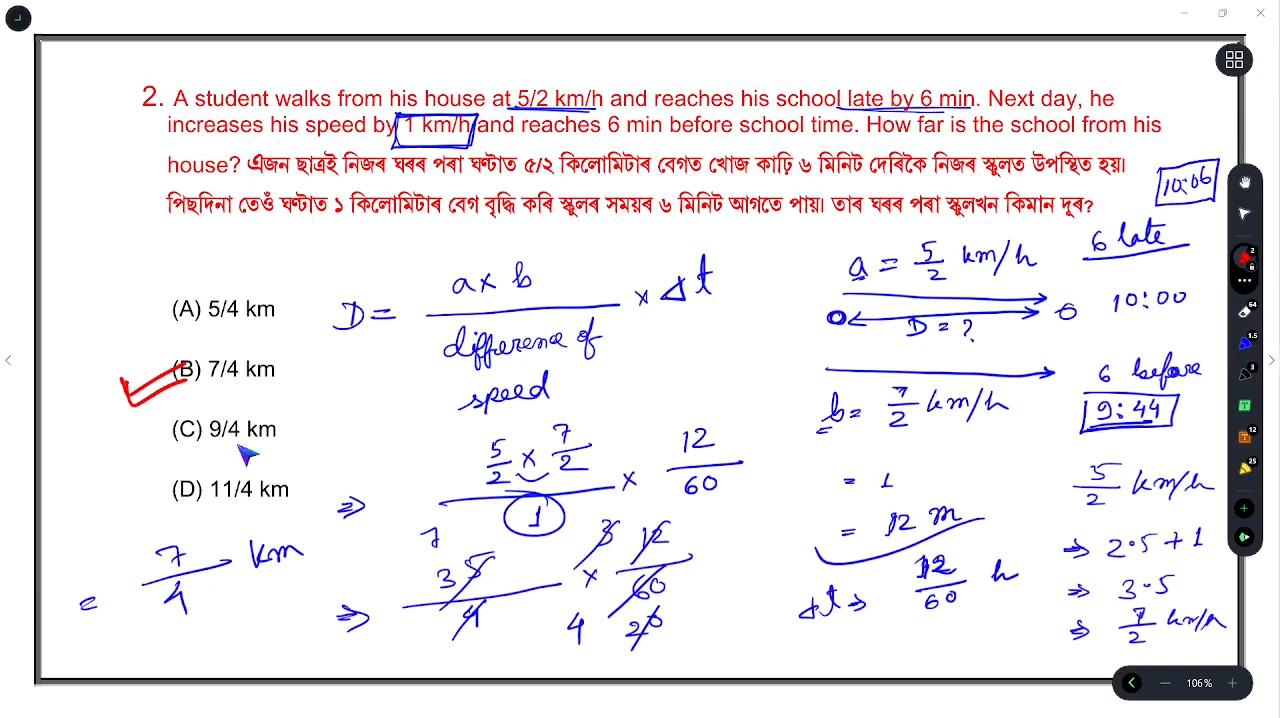 2. A student walks from his house at 5/2 km/h and reaches his school late by 6 min. Next day, he
increases his speed by 1 km/h and reaches 6 min before school time. How far is the school from his
house? এজন ছাত্ৰই নিজৰ ঘৰৰ পৰা ঘণ্টাত ৫/২ কিলোমিটাৰ বেগত খোজ কাঢ়ি ৬ মিনিট দেৰিকৈ নিজৰ স্কুলত উপস্থিত হয়।
পিছদিনা তেওঁ ঘণ্টাত ১ কিলোমিটাৰ বেগ বৃদ্ধি কৰি স্কুলৰ সময়ৰ ৬ মিনিট আগতে পায়। তাৰ ঘৰৰ পৰা স্কুলখন কিমান দূৰ?
10:06
6 late
a = 5/2 km/h
10:00
D = ?
D = a x b / difference of speed x Δt
(A) 5/4 km
(B) 7/4 km
(C) 9/4 km
(D) 11/4 km
6 before
9:44
b = 7/2 km/h
⇒ 5/2 x 7/2 / 1 x 12/60
= 1
= 12 m
Δt ⇒ 12/60 h
5/2 km/h
⇒ 2.5 + 1
⇒ 3.5
⇒ 7/2 km/h
⇒ 35/4 x 12/60
7 3 4 20
= 7/4 km
106%